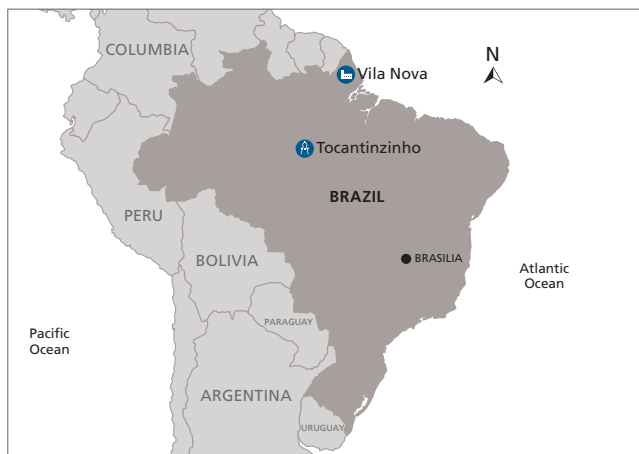 COLUMBIA
Vila Nova
N
Tocantinzinho
BRAZIL
PERU
BOLIVIA
BRASILIA
Atlantic
Ocean
PARAGUAY
Pacific
Ocean
ARGENTINA
URUGUAY